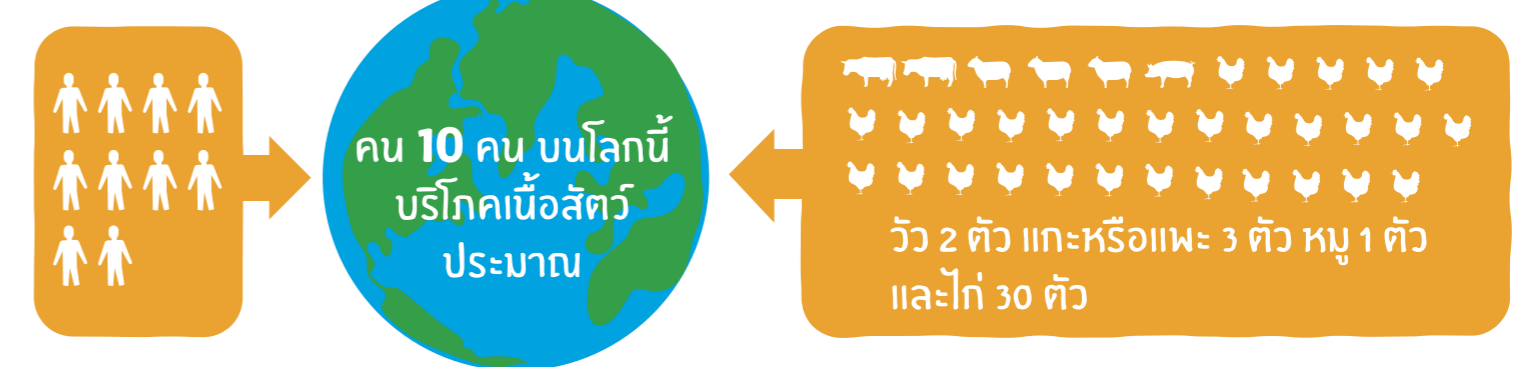 คน 10 คน บนโลกนี้
บริโภคเนื้อสัตว์
ประมาณ
วัว 2 ตัว แกะหรือแพะ 3 ตัว หมู 1 ตัว
และไก่ 30 ตัว